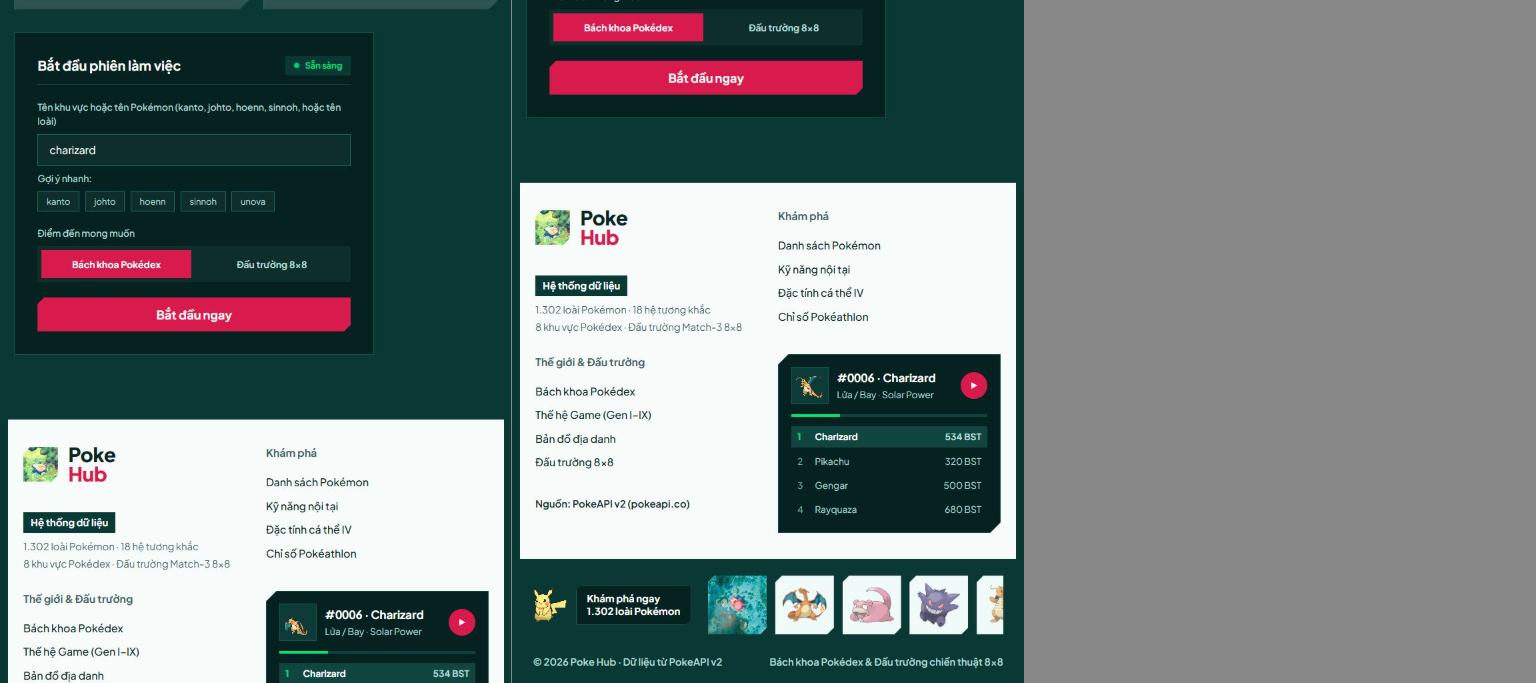 Bắt đầu phiên làm việc
Sẵn sàng
Tên khu vực hoặc tên Pokémon (kanto, johto, hoenn, sinnoh, hoặc tên
loài)
charizard
Gợi ý nhanh:
kanto
johto
hoenn
sinnoh
unova
Điểm đến mong muốn
Bách khoa Pokédex
Đấu trường 8×8
Bắt đầu ngay
Poke
Hub
Hệ thống dữ liệu
1.302 loài Pokémon · 18 hệ tương khắc
8 khu vực Pokédex · Đấu trường Match-3 8×8
Khám phá
Danh sách Pokémon
Kỹ năng nội tại
Đặc tính cá thể IV
Chỉ số Pokéathlon
Thế giới & Đấu trường
Bách khoa Pokédex
Thế hệ Game (Gen I–IX)
Bản đồ địa danh
#0006 · Charizard
Lửa / Bay · Solar Power
1 Charizard 534 BST
Bách khoa Pokédex
Đấu trường 8×8
Bắt đầu ngay
Poke
Hub
Hệ thống dữ liệu
1.302 loài Pokémon · 18 hệ tương khắc
8 khu vực Pokédex · Đấu trường Match-3 8×8
Khám phá
Danh sách Pokémon
Kỹ năng nội tại
Đặc tính cá thể IV
Chỉ số Pokéathlon
Thế giới & Đấu trường
Bách khoa Pokédex
Thế hệ Game (Gen I–IX)
Bản đồ địa danh
Đấu trường 8×8
Nguồn: PokeAPI v2 (pokeapi.co)
#0006 · Charizard
Lửa / Bay · Solar Power
1 Charizard 534 BST
2 Pikachu 320 BST
3 Gengar 500 BST
4 Rayquaza 680 BST
Khám phá ngay
1.302 loài Pokémon
© 2026 Poke Hub · Dữ liệu từ PokeAPI v2
Bách khoa Pokédex & Đấu trường chiến thuật 8×8